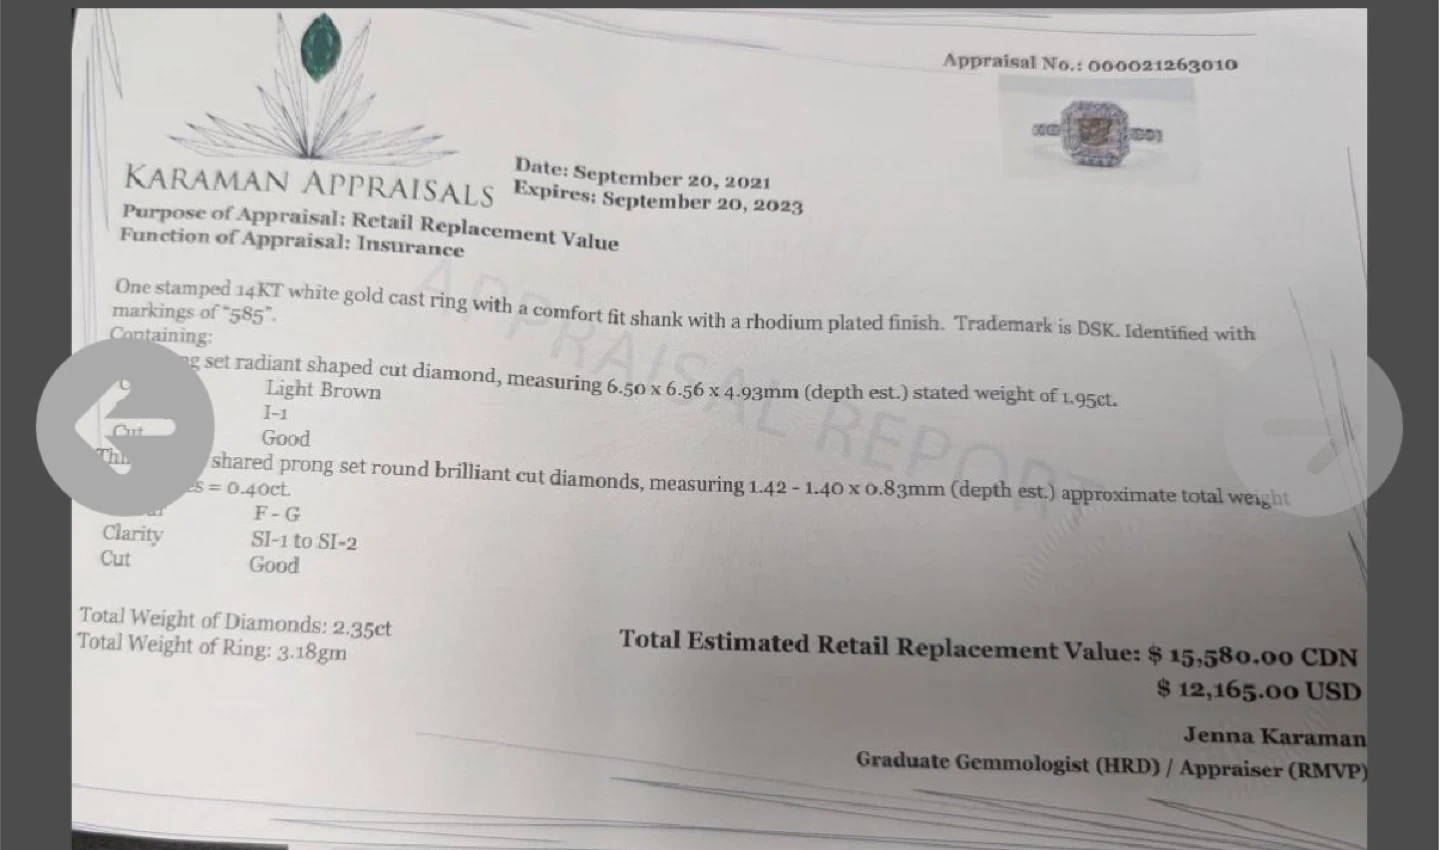 Appraisal No.: 000021263010
KARAMAN APPRAISALS
Date: September 20, 2021
Expires: September 20, 2023
Purpose of Appraisal: Retail Replacement Value
Function of Appraisal: Insurance
APPRAISAL REPORT
One stamped 14KT white gold cast ring with a comfort fit shank with a rhodium plated finish. Trademark is DSK. Identified with
markings of "585".
Containing:
set radiant shaped cut diamond, measuring 6.50 x 6.56 x 4.93mm (depth est.) stated weight of 1.95ct.
Light Brown
I-1
Cut Good
shared prong set round brilliant cut diamonds, measuring 1.42 - 1.40 x 0.83mm (depth est.) approximate total weight
= 0.40ct.
F - G
Clarity SI-1 to SI-2
Cut Good
Total Weight of Diamonds: 2.35ct
Total Weight of Ring: 3.18gm
Total Estimated Retail Replacement Value: $ 15,580.00 CDN
$ 12,165.00 USD
Jenna Karaman
Graduate Gemmologist (HRD) / Appraiser (RMVP)